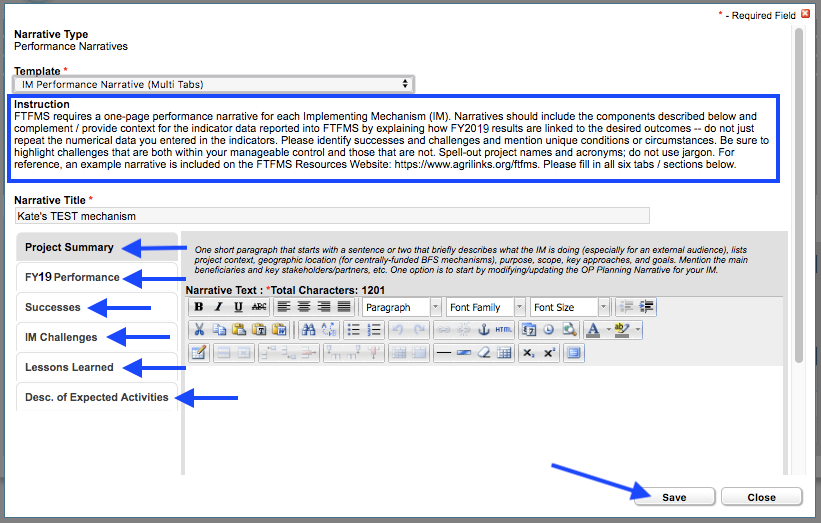 * - Required Field
Narrative Type
Performance Narratives
Template *
IM Performance Narrative (Multi Tabs)
Instruction
FTFMS requires a one-page performance narrative for each Implementing Mechanism (IM). Narratives should include the components described below and
complement / provide context for the indicator data reported into FTFMS by explaining how FY2019 results are linked to the desired outcomes -- do not just
repeat the numerical data you entered in the indicators. Please identify successes and challenges and mention unique conditions or circumstances. Be sure to
highlight challenges that are both within your manageable control and those that are not. Spell-out project names and acronyms; do not use jargon. For
reference, an example narrative is included on the FTFMS Resources Website: https://www.agrilinks.org/ftfms. Please fill in all six tabs / sections below.
Narrative Title *
Kate's TEST mechanism
Project Summary
FY19 Performance
Successes
IM Challenges
Lessons Learned
Desc. of Expected Activities
One short paragraph that starts with a sentence or two that briefly describes what the IM is doing (especially for an external audience), lists
project context, geographic location (for centrally-funded BFS mechanisms), purpose, scope, key approaches, and goals. Mention the main
beneficiaries and key stakeholders/partners, etc. One option is to start by modifying/updating the OP Planning Narrative for your IM.
Narrative Text : *Total Characters: 1201
B I U ABC Paragraph Font Family Font Size
HTML
Save Close